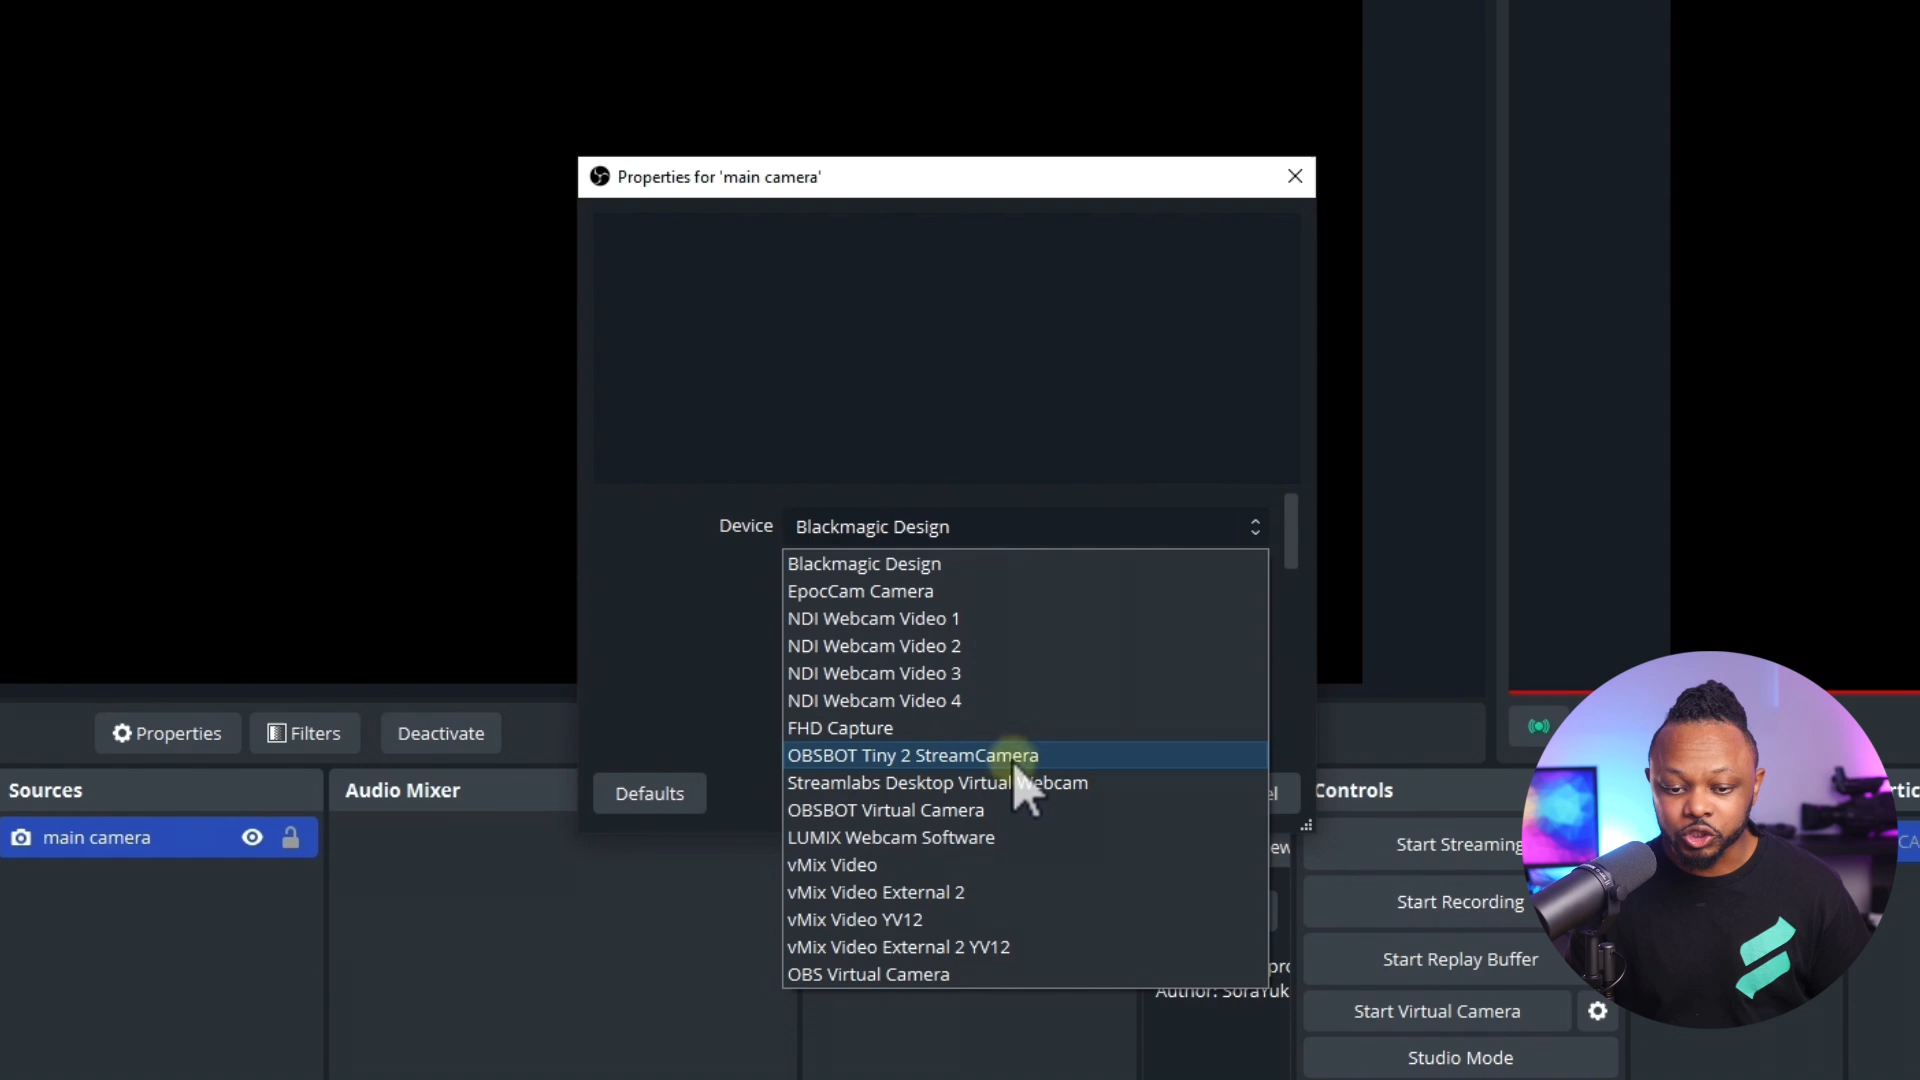 Properties for 'main camera'
Device
Blackmagic Design
Blackmagic Design
EpocCam Camera
NDI Webcam Video 1
NDI Webcam Video 2
NDI Webcam Video 3
NDI Webcam Video 4
FHD Capture
OBSBOT Tiny 2 StreamCamera
Streamlabs Desktop Virtual Webcam
OBSBOT Virtual Camera
LUMIX Webcam Software
vMix Video
vMix Video External 2
vMix Video YV12
vMix Video External 2 YV12
OBS Virtual Camera
Defaults
Properties
Filters
Deactivate
Sources
main camera
Audio Mixer
Author: SoraYuk
Controls
Start Streaming
Start Recording
Start Replay Buffer
Start Virtual Camera
Studio Mode